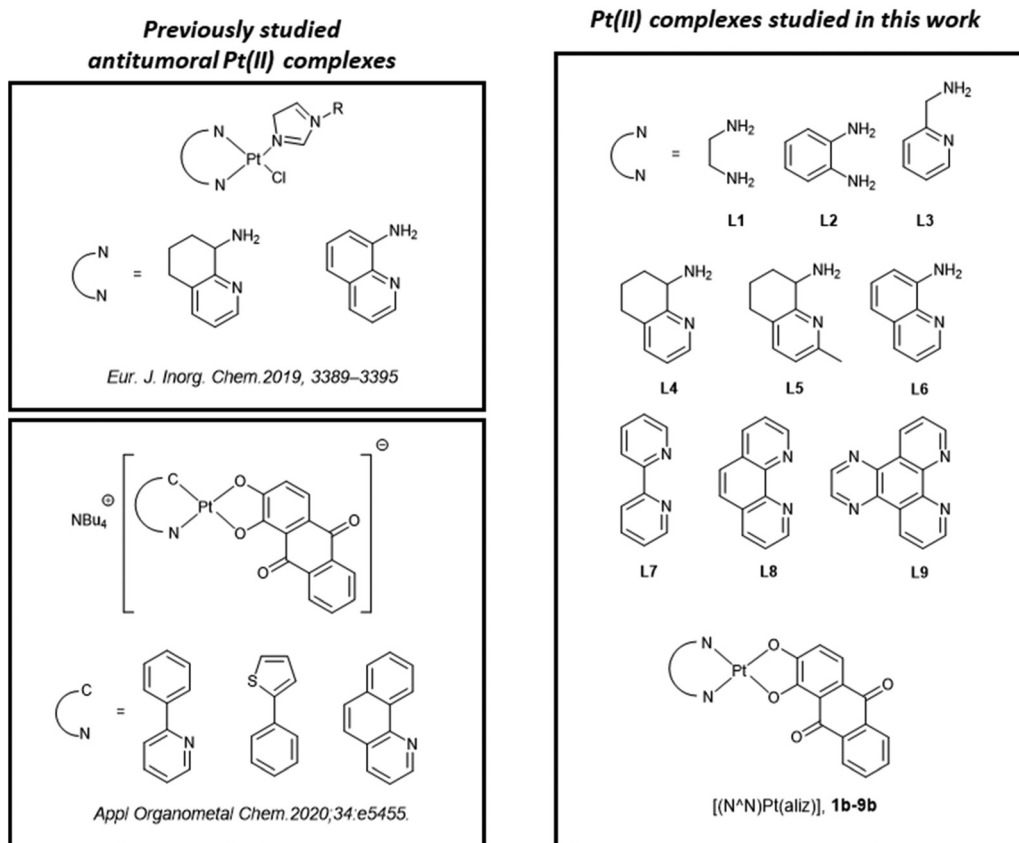 Previously studied
antitumoral Pt(II) complexes
N
N
Pt
Cl
N
N
R
N
N
=
NH2
N
NH2
N
Eur. J. Inorg. Chem.2019, 3389–3395
NBu4
⊕
⊖
C
N
Pt
O
O
O
O
C
N
=
N
S
N
Appl Organometal Chem.2020;34:e5455.
Pt(II) complexes studied in this work
N
N
=
NH2
NH2
L1
NH2
NH2
L2
NH2
N
L3
NH2
N
L4
NH2
N
L5
NH2
N
L6
N
N
L7
N
N
L8
N
N
N
N
L9
N
N
Pt
O
O
O
O
[(N^N)Pt(aliz)], 1b-9b